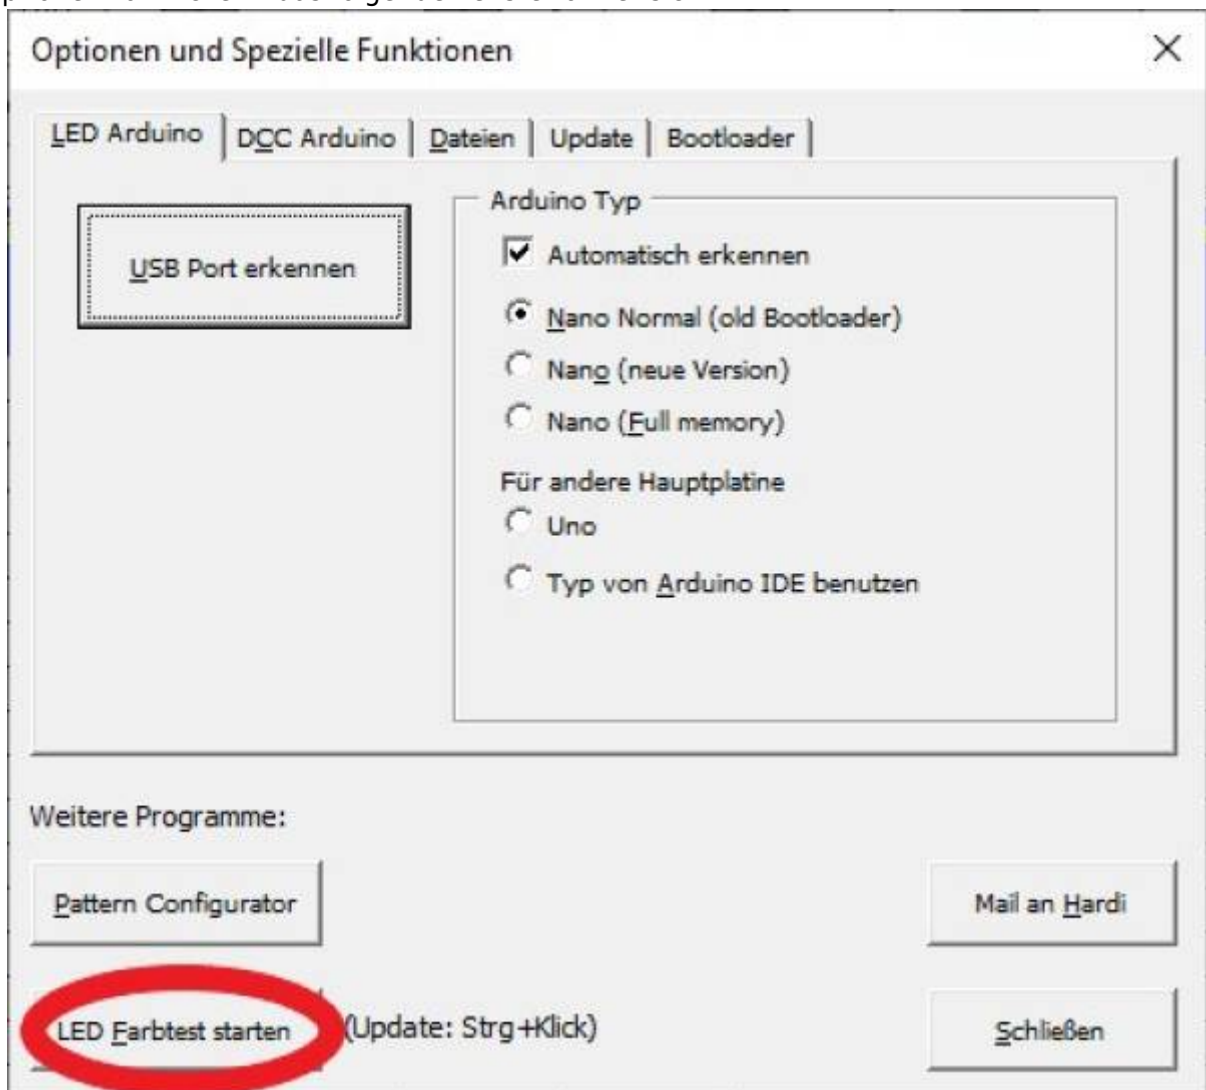 Optionen und Spezielle Funktionen
LED Arduino DCC Arduino Dateien Update Bootloader
USB Port erkennen
Arduino Typ
Automatisch erkennen
Nano Normal (old Bootloader)
Nano (neue Version)
Nano (Full memory)
Für andere Hauptplatine
Uno
Typ von Arduino IDE benutzen
Weitere Programme:
Pattern Configurator
Mail an Hardi
LED Farbtest starten
(Update: Strg+Klick)
Schließen